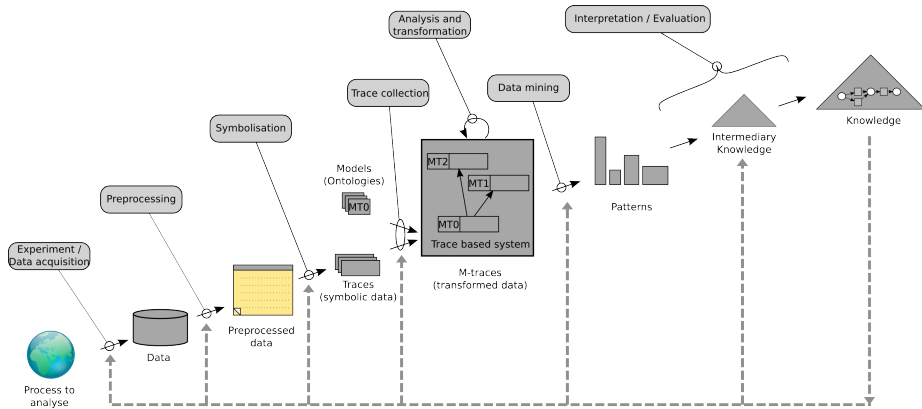 Analysis and
transformation
Interpretation / Evaluation
Trace collection
Data mining
Symbolisation
Preprocessing
Experiment /
Data acquisition
Models
(Ontologies)
MT0
MT2
MT1
MT0
Trace based system
M-traces
(transformed data)
Traces
(symbolic data)
Patterns
Intermediary
Knowledge
Knowledge
Preprocessed
data
Data
Process to
analyse